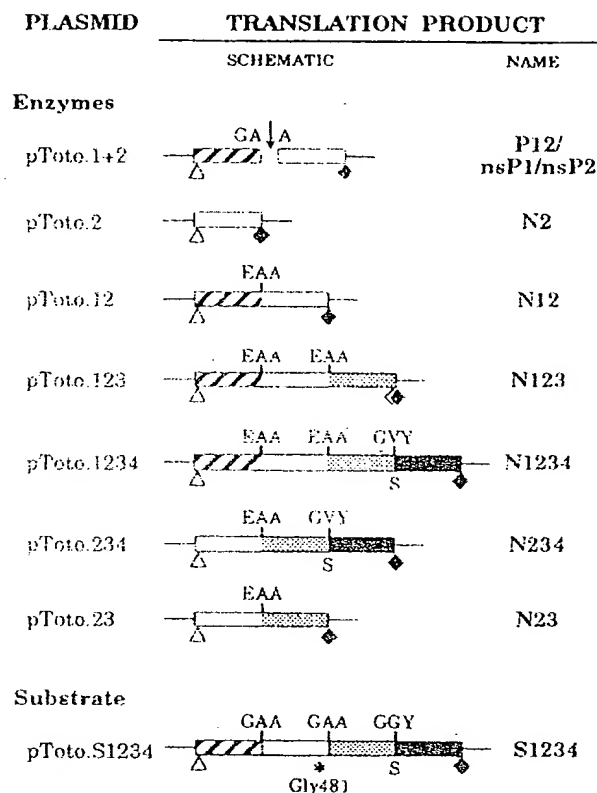 PLASMID TRANSLATION PRODUCT
SCHEMATIC NAME
Enzymes
GA A
pToto.1+2 P12/
nsP1/nsP2
pToto.2 N2
EAA
pToto.12 N12
EAA EAA
pToto.123 N123
EAA EAA GVY
pToto.1234 N1234
S
EAA GVY
pToto.234 N234
S
EAA
pToto.23 N23
Substrate
GAA GAA GGY
pToto.S1234 S1234
S
*
Gly481